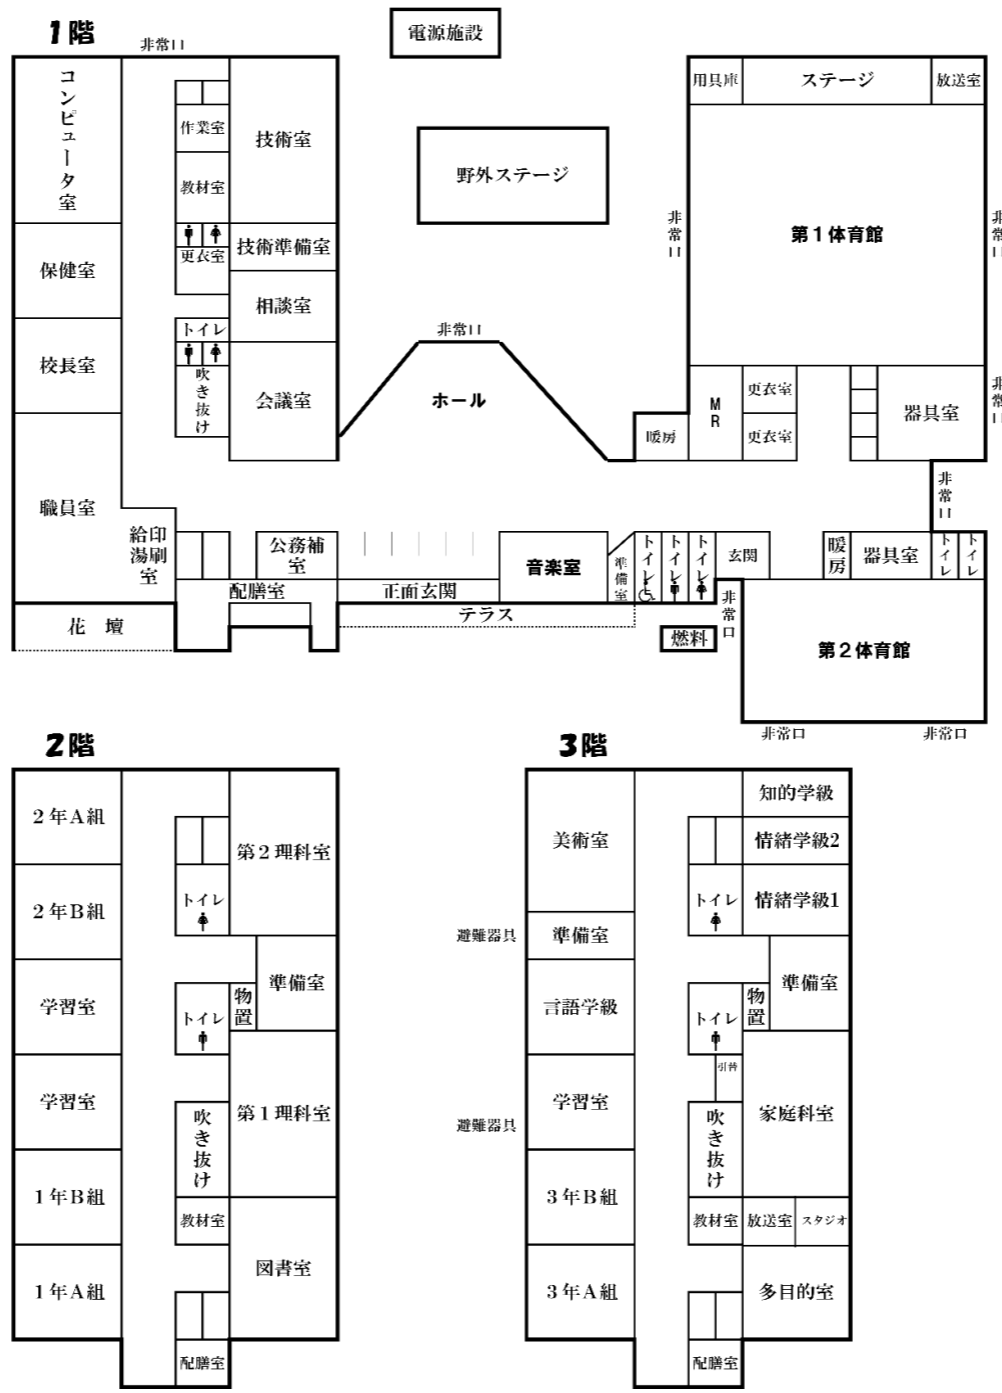 1階
非常口
電源施設
コンピュータ室
作業室
教材室
技術室
更衣室
技術準備室
保健室
相談室
トイレ
校長室
吹き抜け
会議室
職員室
給湯室
印刷室
公務補室
配膳室
正面玄関
花 壇
テラス
野外ステージ
非常口
ホール
音楽室
準備室
トイレ
トイレ
トイレ
玄関
燃料
非常口
用具庫
ステージ
放送室
第1体育館
非常口
非常口
非常口
MR
更衣室
更衣室
暖房
器具室
非常口
暖房
器具室
トイレ
トイレ
第2体育館
非常口
非常口
2階
2年A組
2年B組
学習室
学習室
1年B組
1年A組
トイレ
トイレ
物置
準備室
第2理科室
第1理科室
吹き抜け
教材室
図書室
配膳室
3階
美術室
準備室
言語学級
学習室
3年B組
3年A組
避難器具
避難器具
知的学級
情緒学級2
情緒学級1
トイレ
トイレ
物置
準備室
家庭科室
吹き抜け
教材室
放送室
スタジオ
多目的室
配膳室